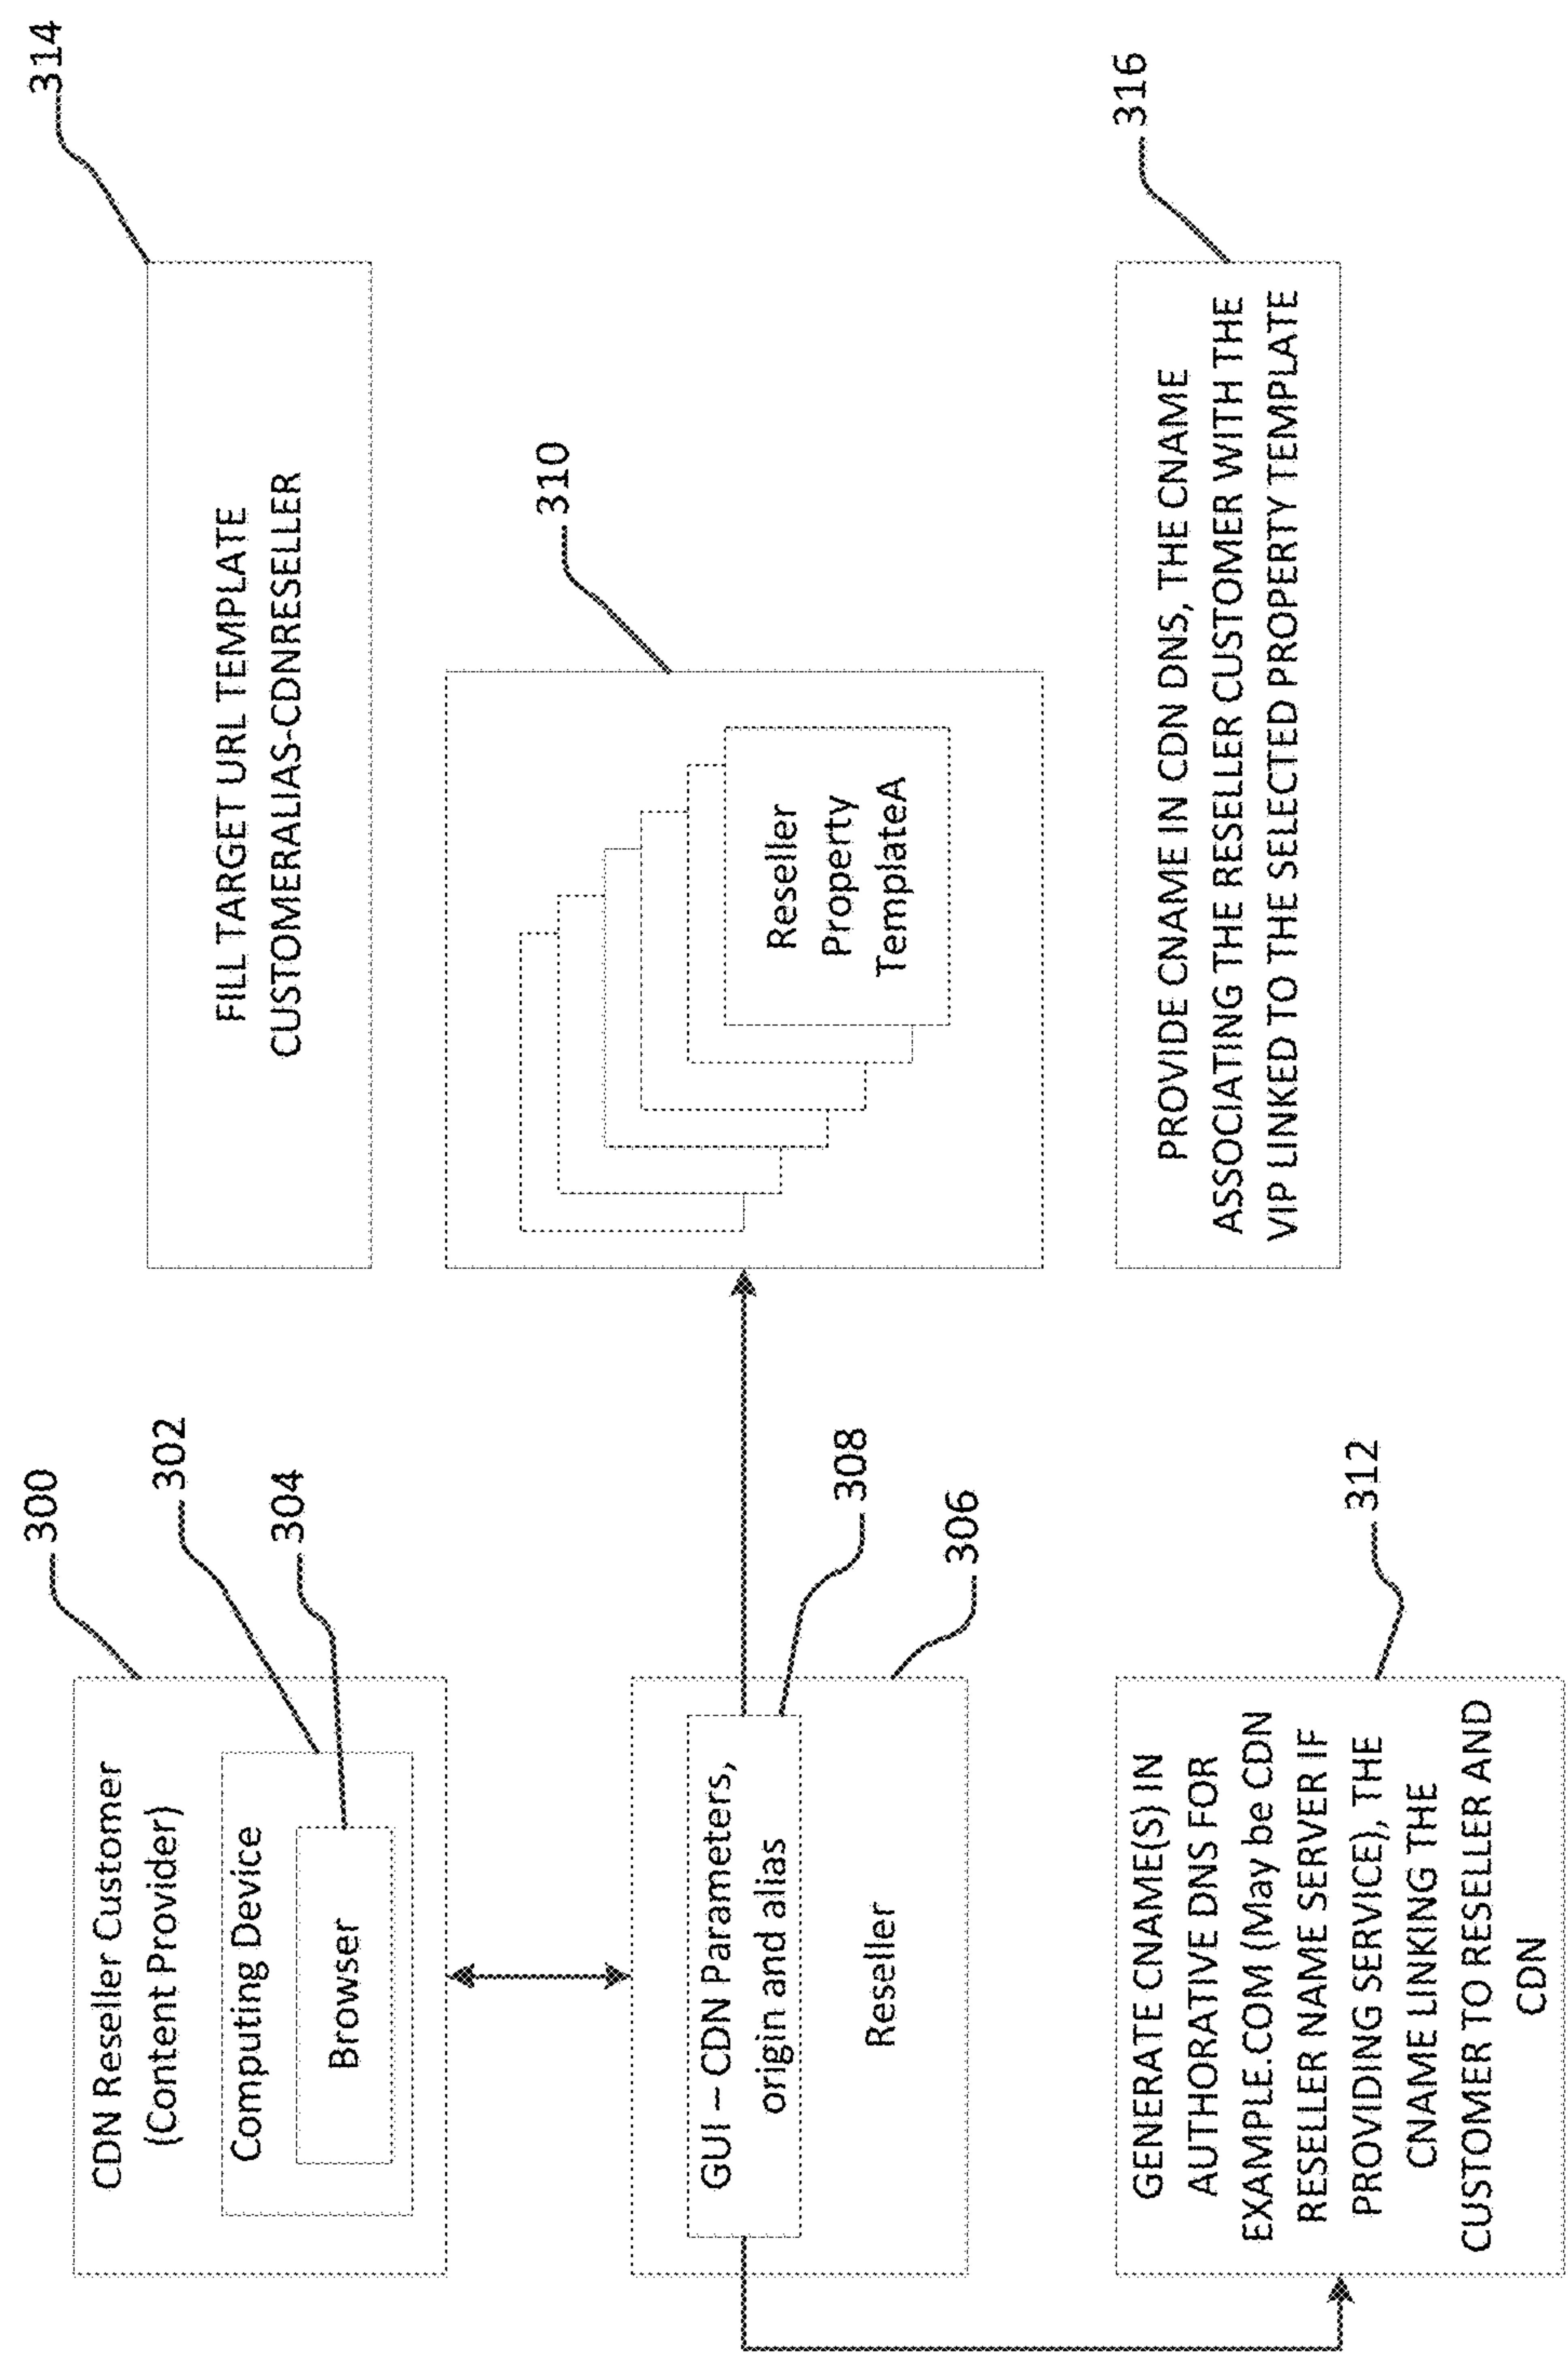 300
CDN Reseller Customer
(Content Provider)
302
Computing Device
304
Browser
GUI – CDN Parameters,
origin and alias
308
Reseller
306
GENERATE CNAME(S) IN
AUTHORATIVE DNS FOR
EXAMPLE.COM (May be CDN
RESELLER NAME SERVER IF
PROVIDING SERVICE), THE
CNAME LINKING THE
CUSTOMER TO RESELLER AND
CDN
312
314
FILL TARGET URL TEMPLATE
CUSTOMERALIAS-CDNRESELLER
310
Reseller
Property
TemplateA
316
PROVIDE CNAME IN CDN DNS, THE CNAME
ASSOCIATING THE RESELLER CUSTOMER WITH THE
VIP LINKED TO THE SELECTED PROPERTY TEMPLATE